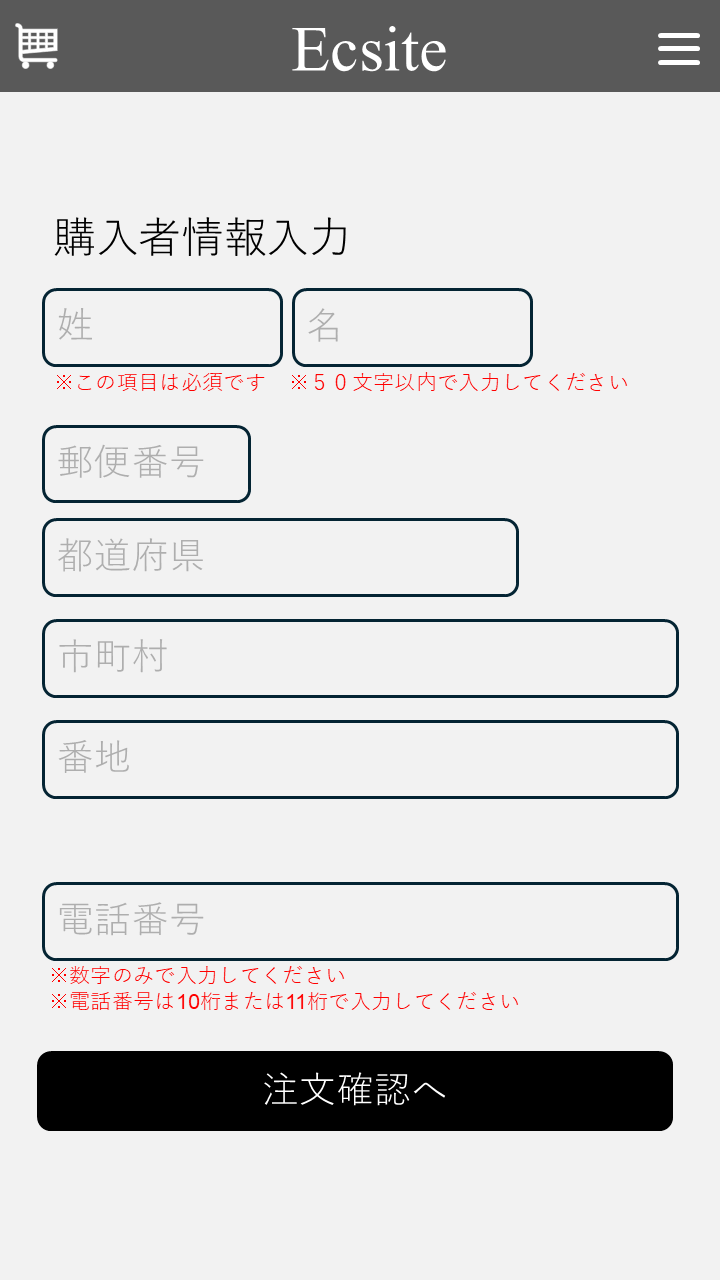 Ecsite
購入者情報入力
姓 名
※この項目は必須です ※５０文字以内で入力してください
郵便番号
都道府県
市町村
番地
電話番号
※数字のみで入力してください
※電話番号は10桁または11桁で入力してください
注文確認へ